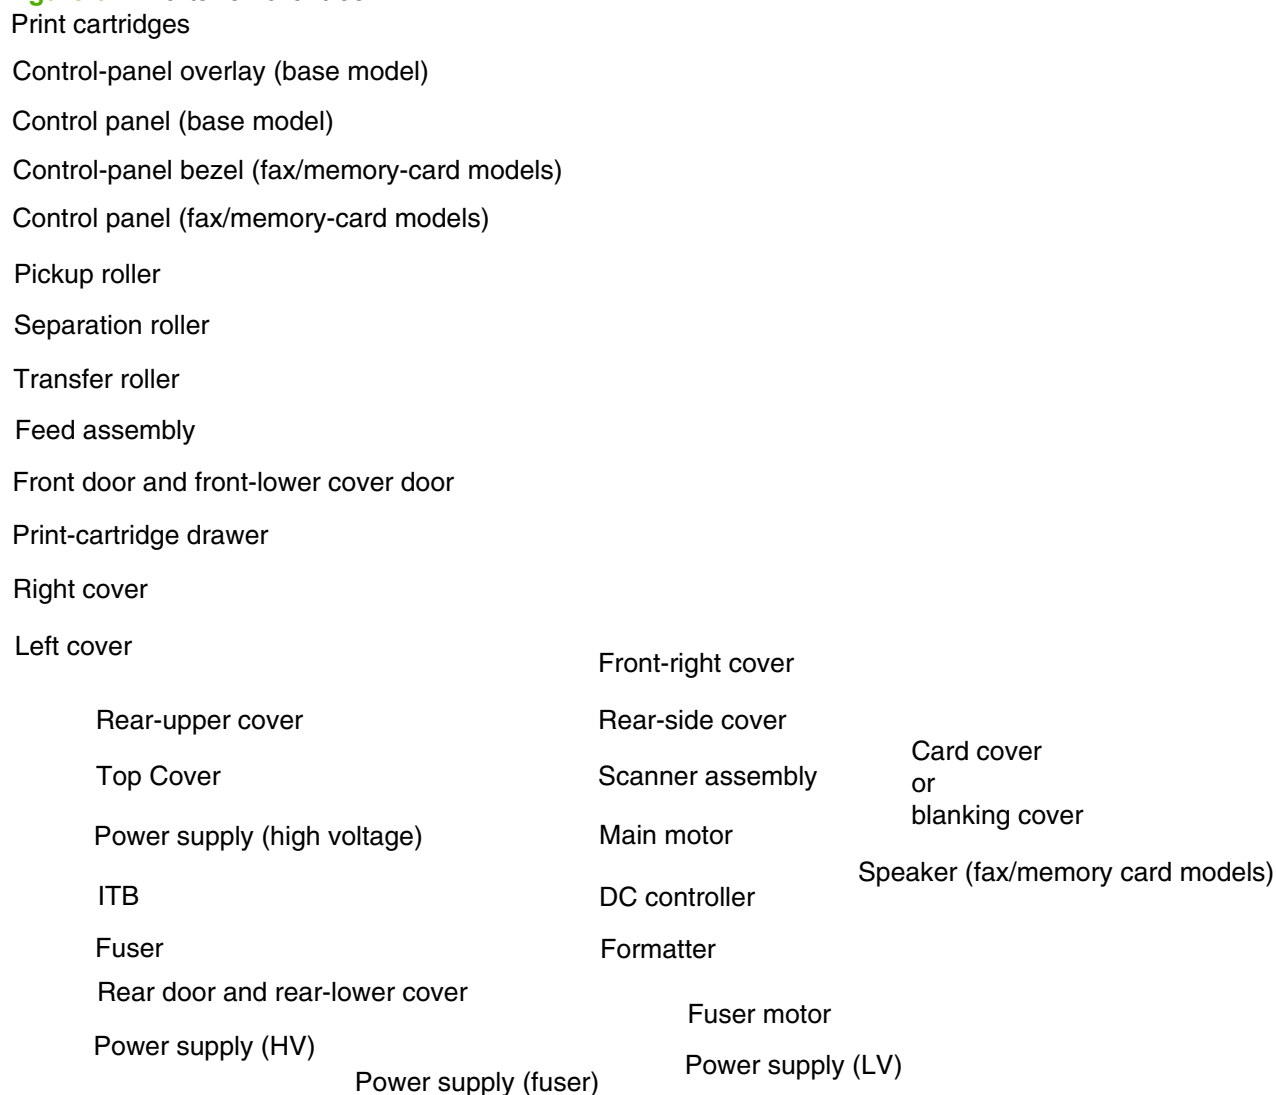 Print cartridges
Control-panel overlay (base model)
Control panel (base model)
Control-panel bezel (fax/memory-card models)
Control panel (fax/memory-card models)
Pickup roller
Separation roller
Transfer roller
Feed assembly
Front door and front-lower cover door
Print-cartridge drawer
Right cover
Left cover
Front-right cover
Rear-upper cover
Rear-side cover
Card cover
or
blanking cover
Top Cover
Scanner assembly
Power supply (high voltage)
Main motor
Speaker (fax/memory card models)
ITB
DC controller
Fuser
Formatter
Rear door and rear-lower cover
Fuser motor
Power supply (HV)
Power supply (LV)
Power supply (fuser)